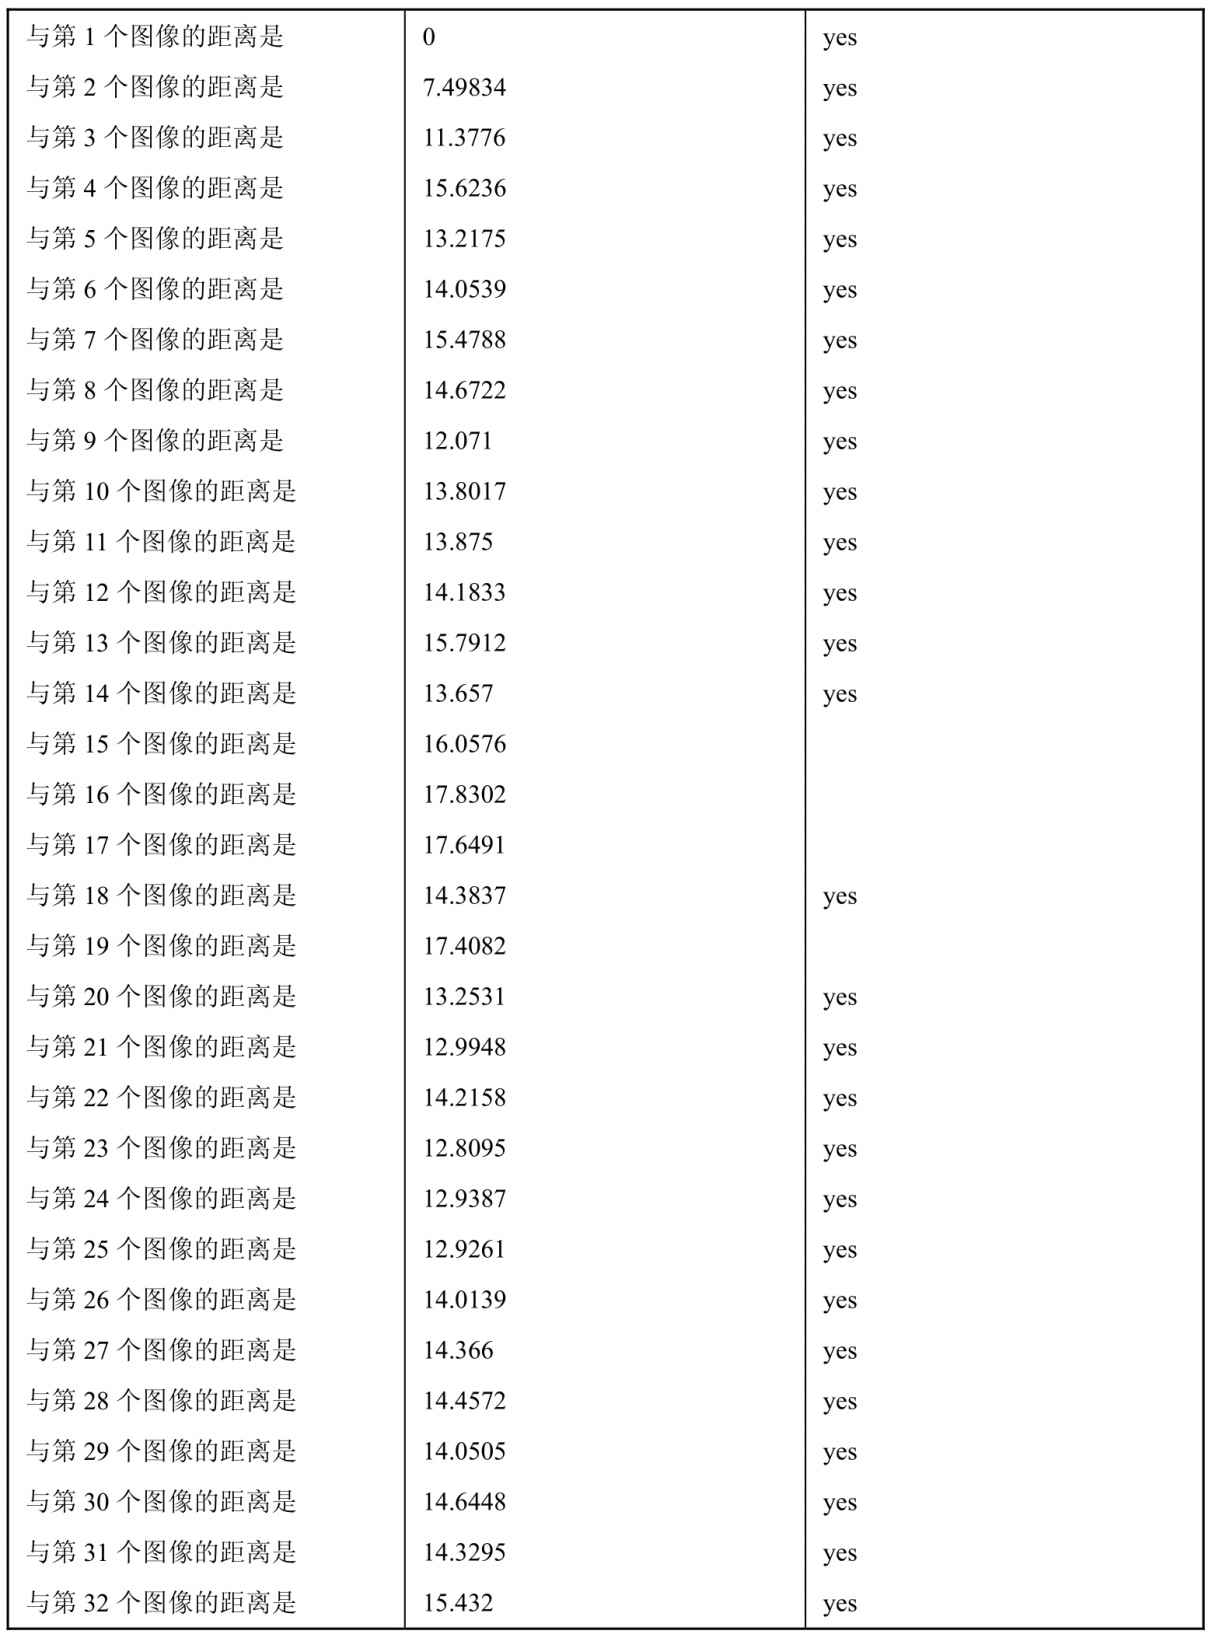 与第 1 个图像的距离是 0 yes
与第 2 个图像的距离是 7.49834 yes
与第 3 个图像的距离是 11.3776 yes
与第 4 个图像的距离是 15.6236 yes
与第 5 个图像的距离是 13.2175 yes
与第 6 个图像的距离是 14.0539 yes
与第 7 个图像的距离是 15.4788 yes
与第 8 个图像的距离是 14.6722 yes
与第 9 个图像的距离是 12.071 yes
与第 10 个图像的距离是 13.8017 yes
与第 11 个图像的距离是 13.875 yes
与第 12 个图像的距离是 14.1833 yes
与第 13 个图像的距离是 15.7912 yes
与第 14 个图像的距离是 13.657 yes
与第 15 个图像的距离是 16.0576
与第 16 个图像的距离是 17.8302
与第 17 个图像的距离是 17.6491
与第 18 个图像的距离是 14.3837 yes
与第 19 个图像的距离是 17.4082
与第 20 个图像的距离是 13.2531 yes
与第 21 个图像的距离是 12.9948 yes
与第 22 个图像的距离是 14.2158 yes
与第 23 个图像的距离是 12.8095 yes
与第 24 个图像的距离是 12.9387 yes
与第 25 个图像的距离是 12.9261 yes
与第 26 个图像的距离是 14.0139 yes
与第 27 个图像的距离是 14.366 yes
与第 28 个图像的距离是 14.4572 yes
与第 29 个图像的距离是 14.0505 yes
与第 30 个图像的距离是 14.6448 yes
与第 31 个图像的距离是 14.3295 yes
与第 32 个图像的距离是 15.432 yes